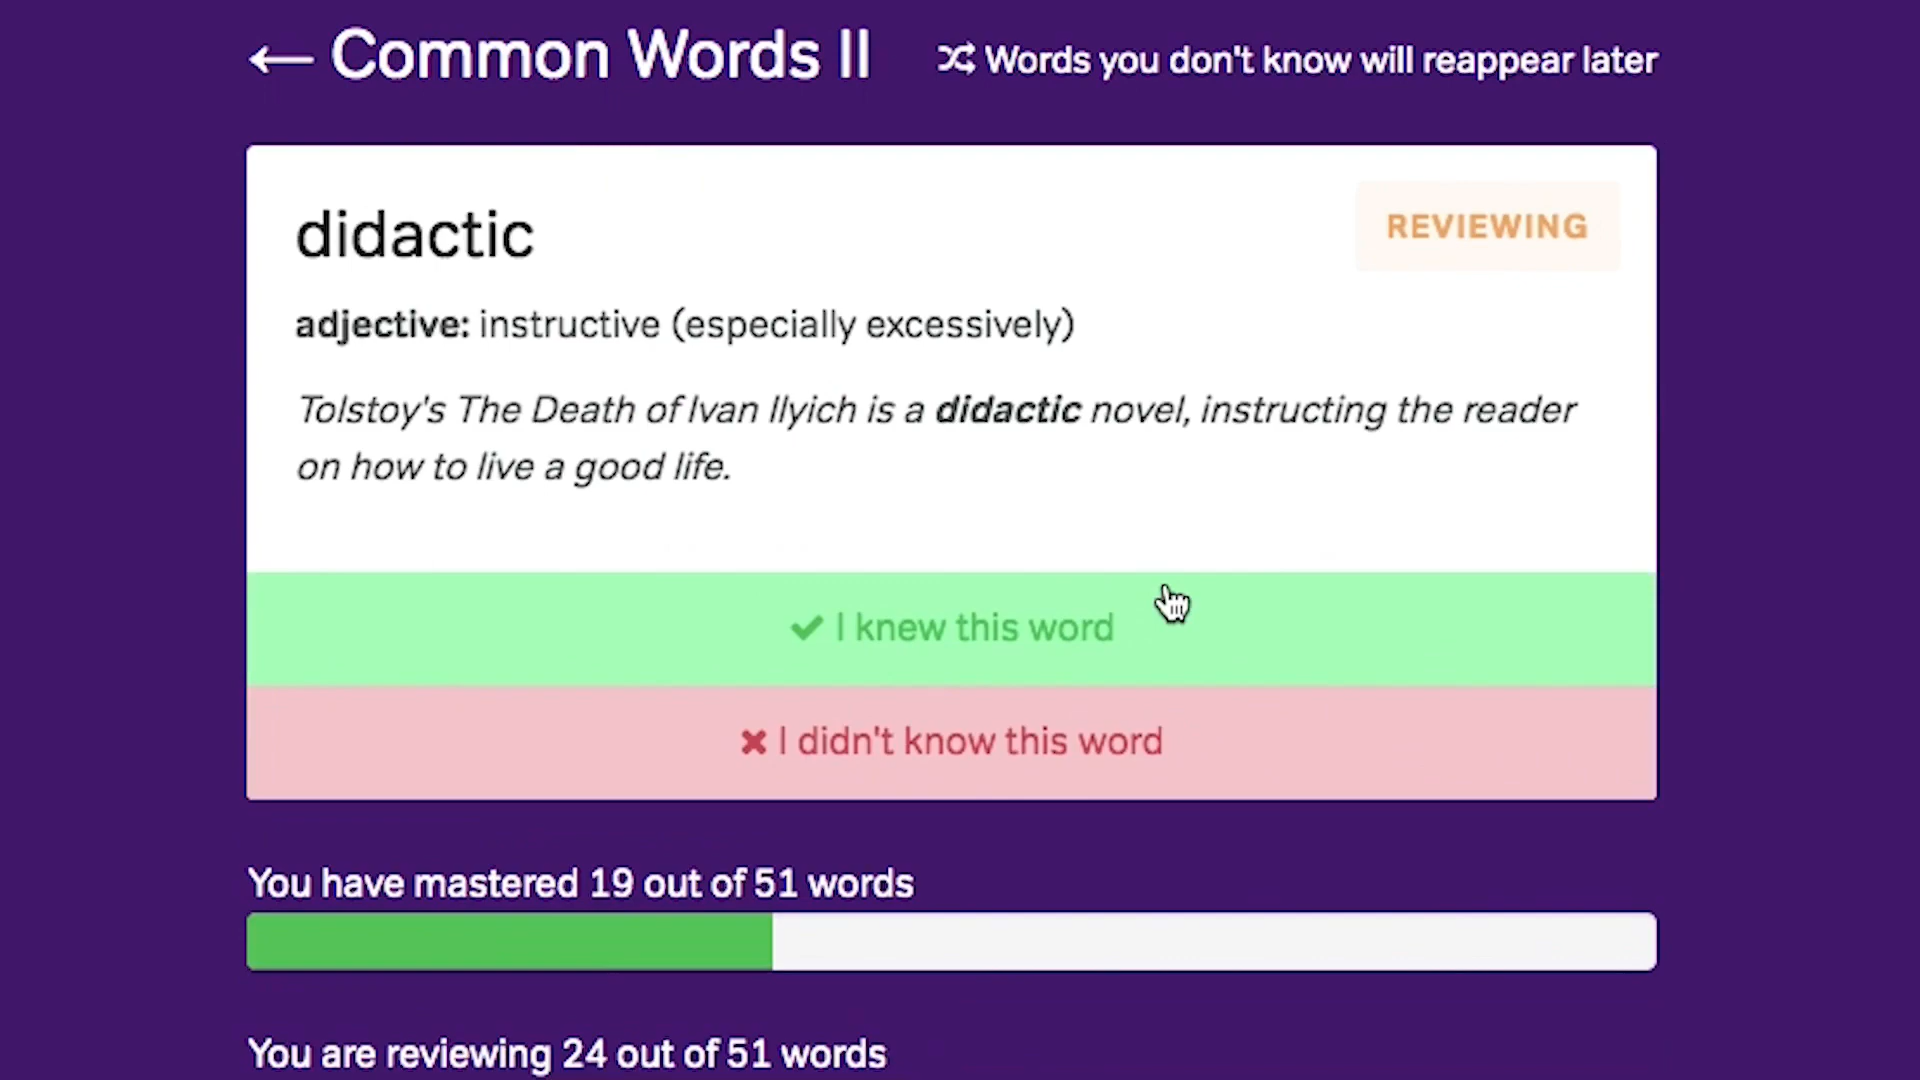 ← Common Words II
Words you don't know will reappear later
didactic
REVIEWING
adjective: instructive (especially excessively)
Tolstoy's The Death of Ivan Ilyich is a didactic novel, instructing the reader
on how to live a good life.
✔ I knew this word
✖ I didn't know this word
You have mastered 19 out of 51 words
You are reviewing 24 out of 51 words